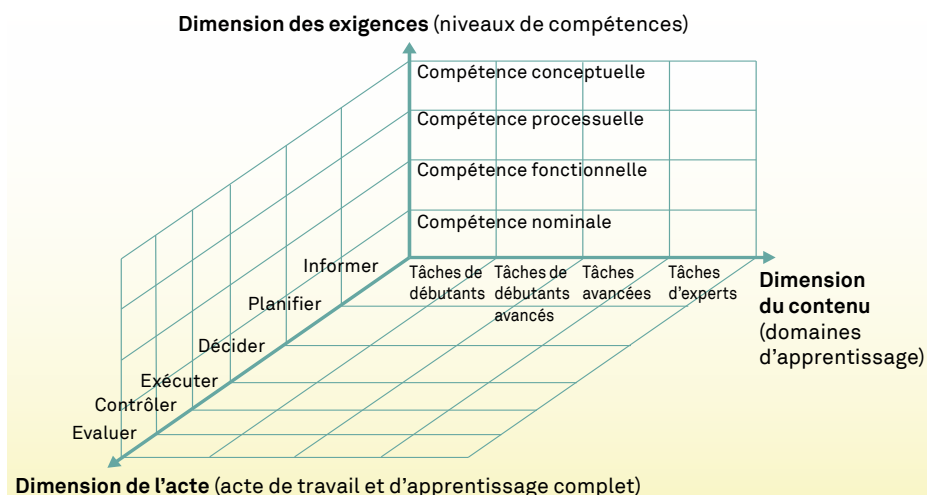 Dimension des exigences (niveaux de compétences)
Compétence conceptuelle
Compétence processuelle
Compétence fonctionnelle
Compétence nominale
Informer
Planifier
Décider
Exécuter
Contrôler
Evaluer
Tâches de
débutants
Tâches de
débutants
avancés
Tâches
avancées
Tâches
d'experts
Dimension
du contenu
(domaines
d'apprentissage)
Dimension de l'acte (acte de travail et d'apprentissage complet)